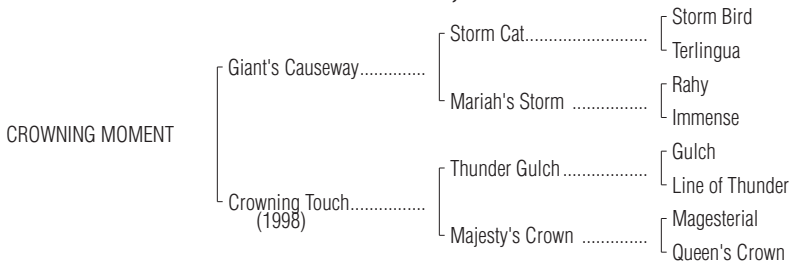 Storm Bird
Storm Cat..........................
Terlingua
Giant's Causeway..............
Rahy
Mariah's Storm ................
Immense
CROWNING MOMENT
Gulch
Thunder Gulch..................
Line of Thunder
Crowning Touch................
(1998)
Magesterial
Majesty's Crown ..............
Queen's Crown